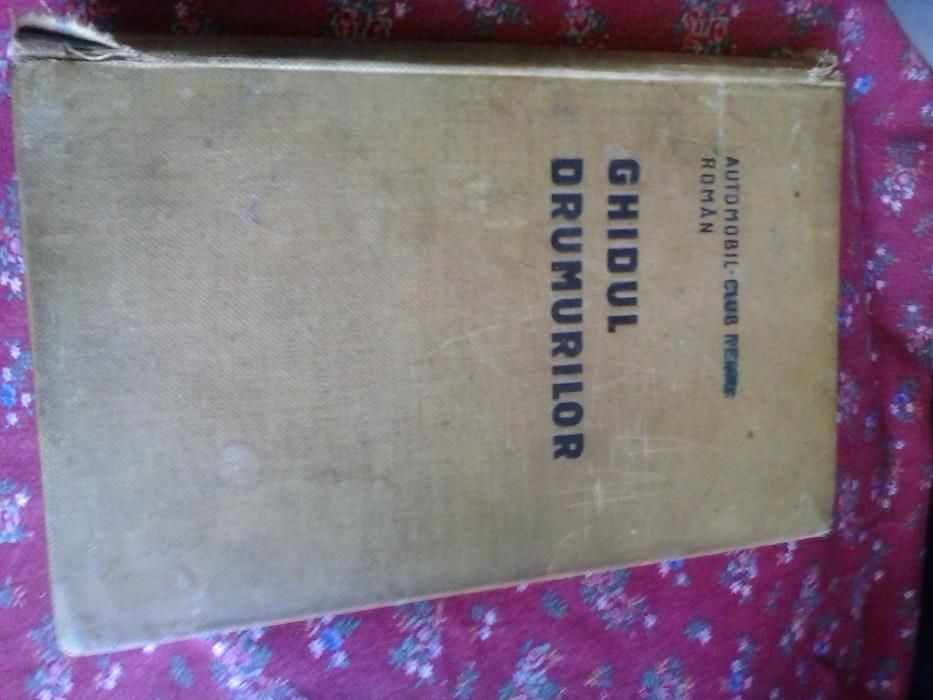 AUTOMOBIL-CLUB REGAL
ROMÂN
GHIDUL
DRUMURILOR